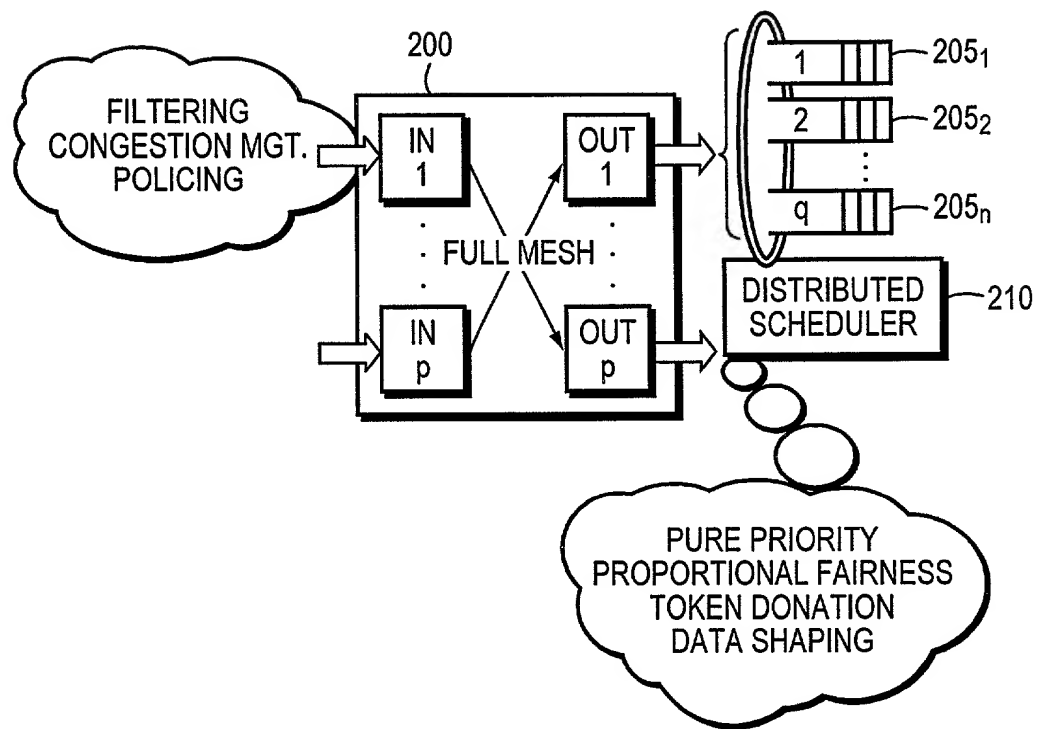 200
FILTERING
CONGESTION MGT.
POLICING
IN
1
OUT
1
FULL MESH
IN
p
OUT
p
1
205₁
2
205₂
q
205ₙ
DISTRIBUTED
SCHEDULER
210
PURE PRIORITY
PROPORTIONAL FAIRNESS
TOKEN DONATION
DATA SHAPING